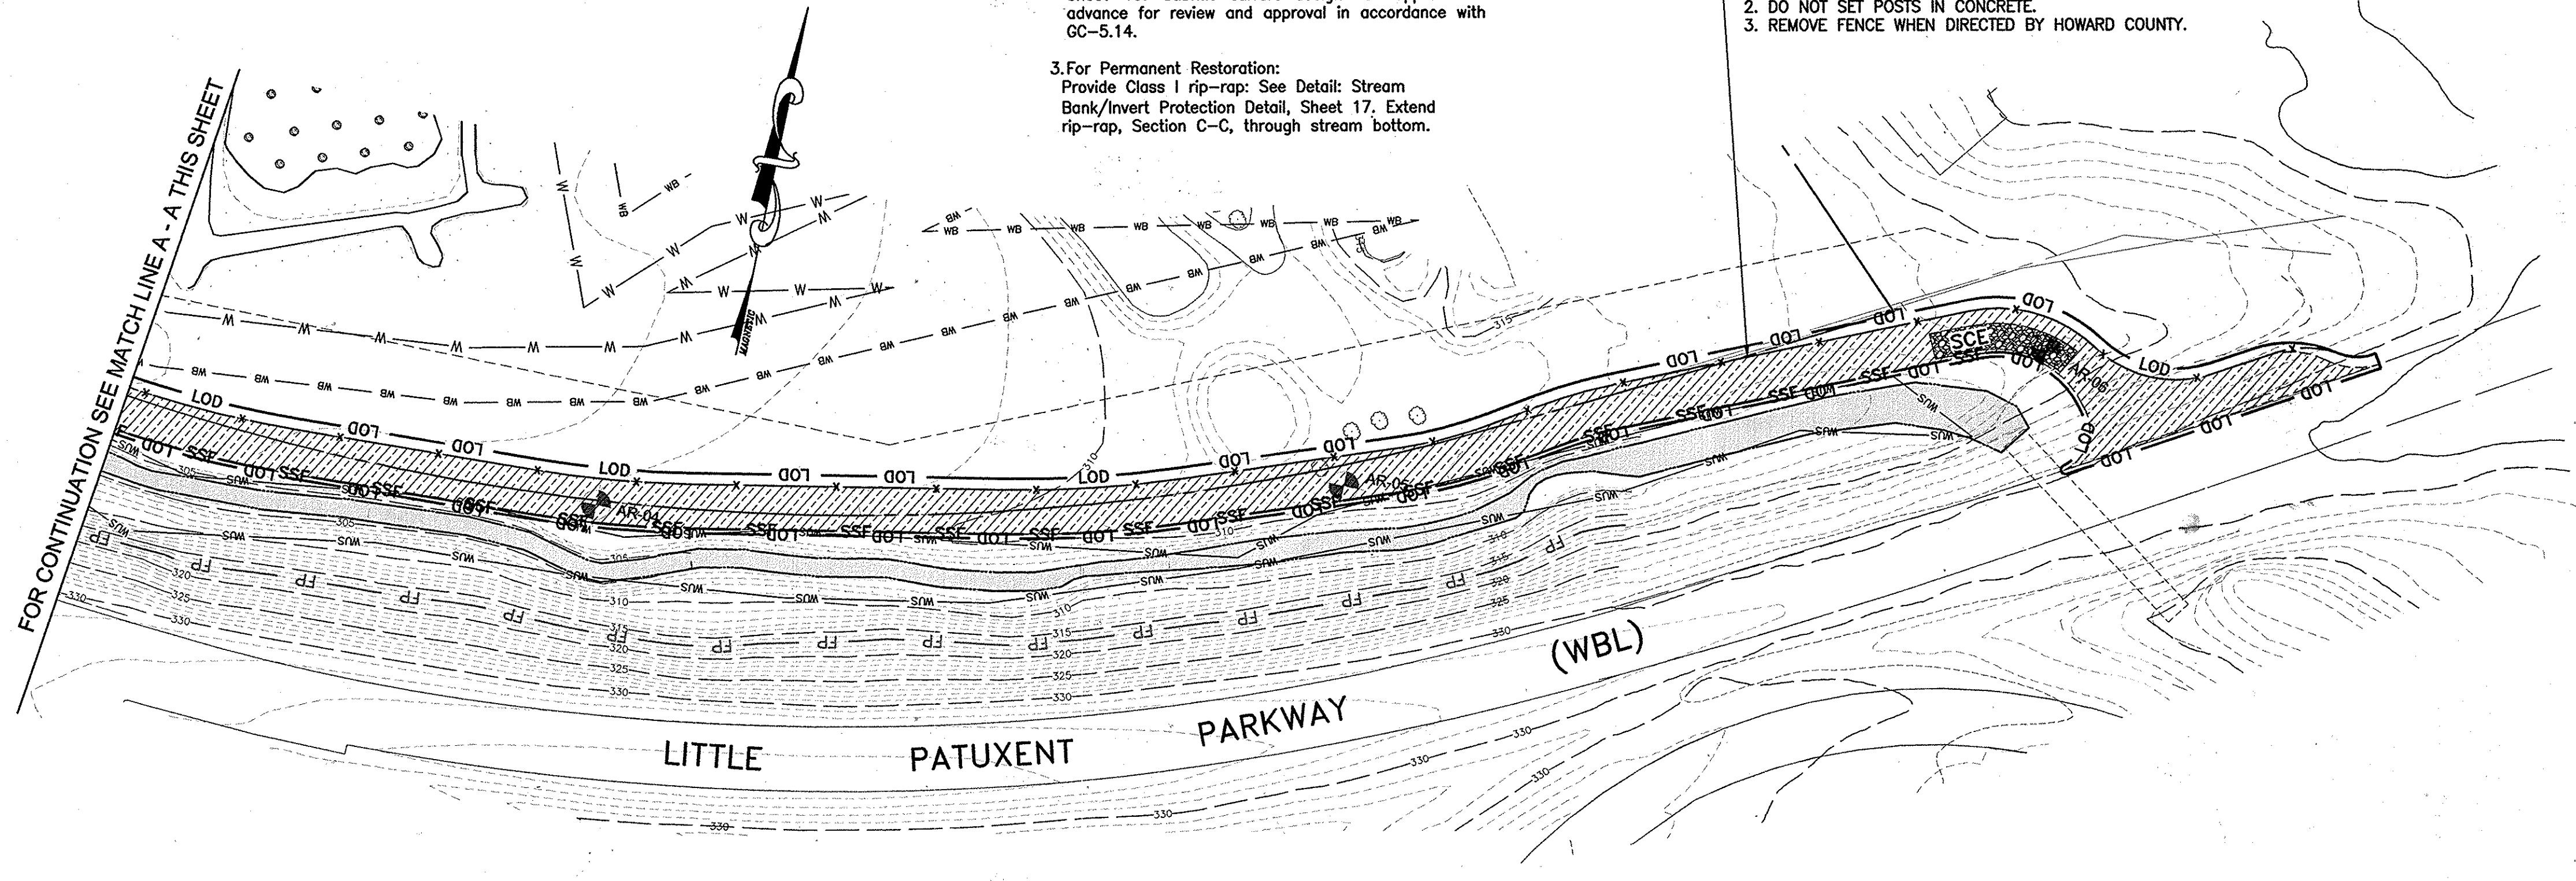 advance for review and approval in accordance with
GC-5.14.
3. For Permanent Restoration:
Provide Class I rip-rap: See Detail: Stream
Bank/Invert Protection Detail, Sheet 17. Extend
rip-rap, Section C-C, through stream bottom.
2. DO NOT SET POSTS IN CONCRETE.
3. REMOVE FENCE WHEN DIRECTED BY HOWARD COUNTY.
FOR CONTINUATION SEE MATCH LINE A - A THIS SHEET
MAGNETIC
W
WB
LOD
SSF
WUS
FP
SCE
AR-04
AR-05
AR-06
305
310
315
320
325
330
LITTLE PATUXENT PARKWAY (WBL)